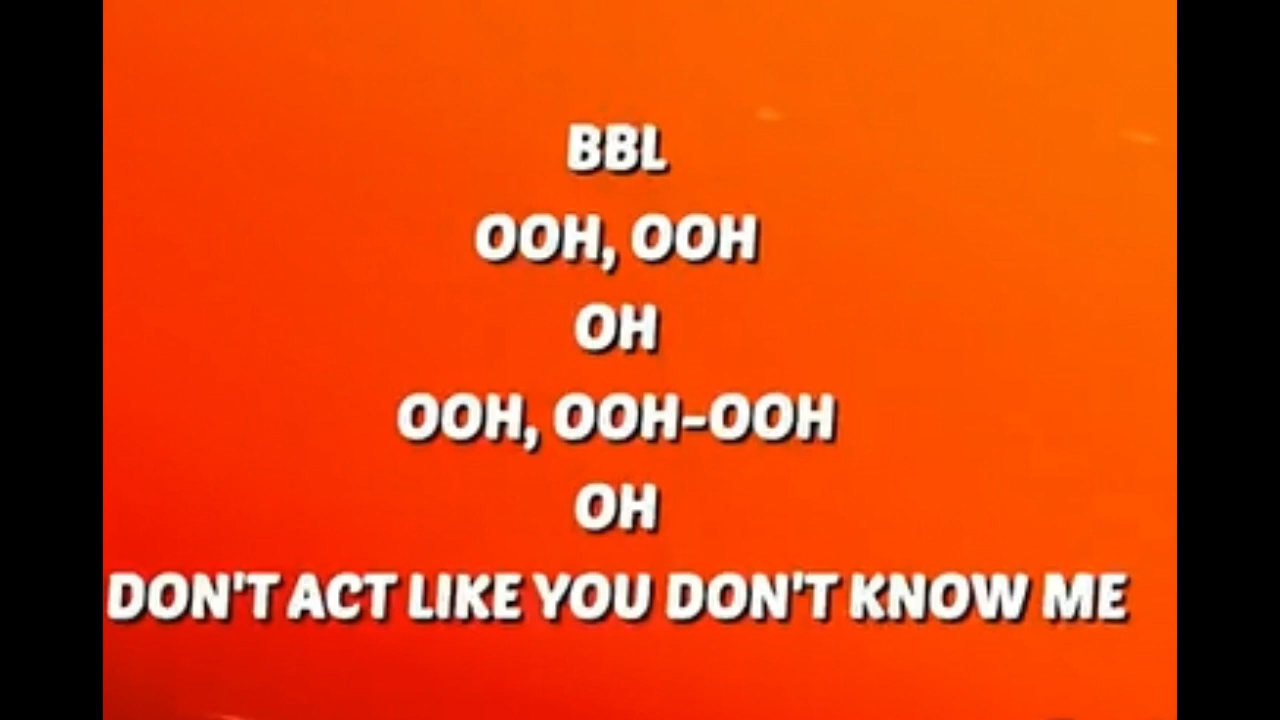 BBL
OOH, OOH
OH
OOH, OOH-OOH
OH
DON'T ACT LIKE YOU DON'T KNOW ME